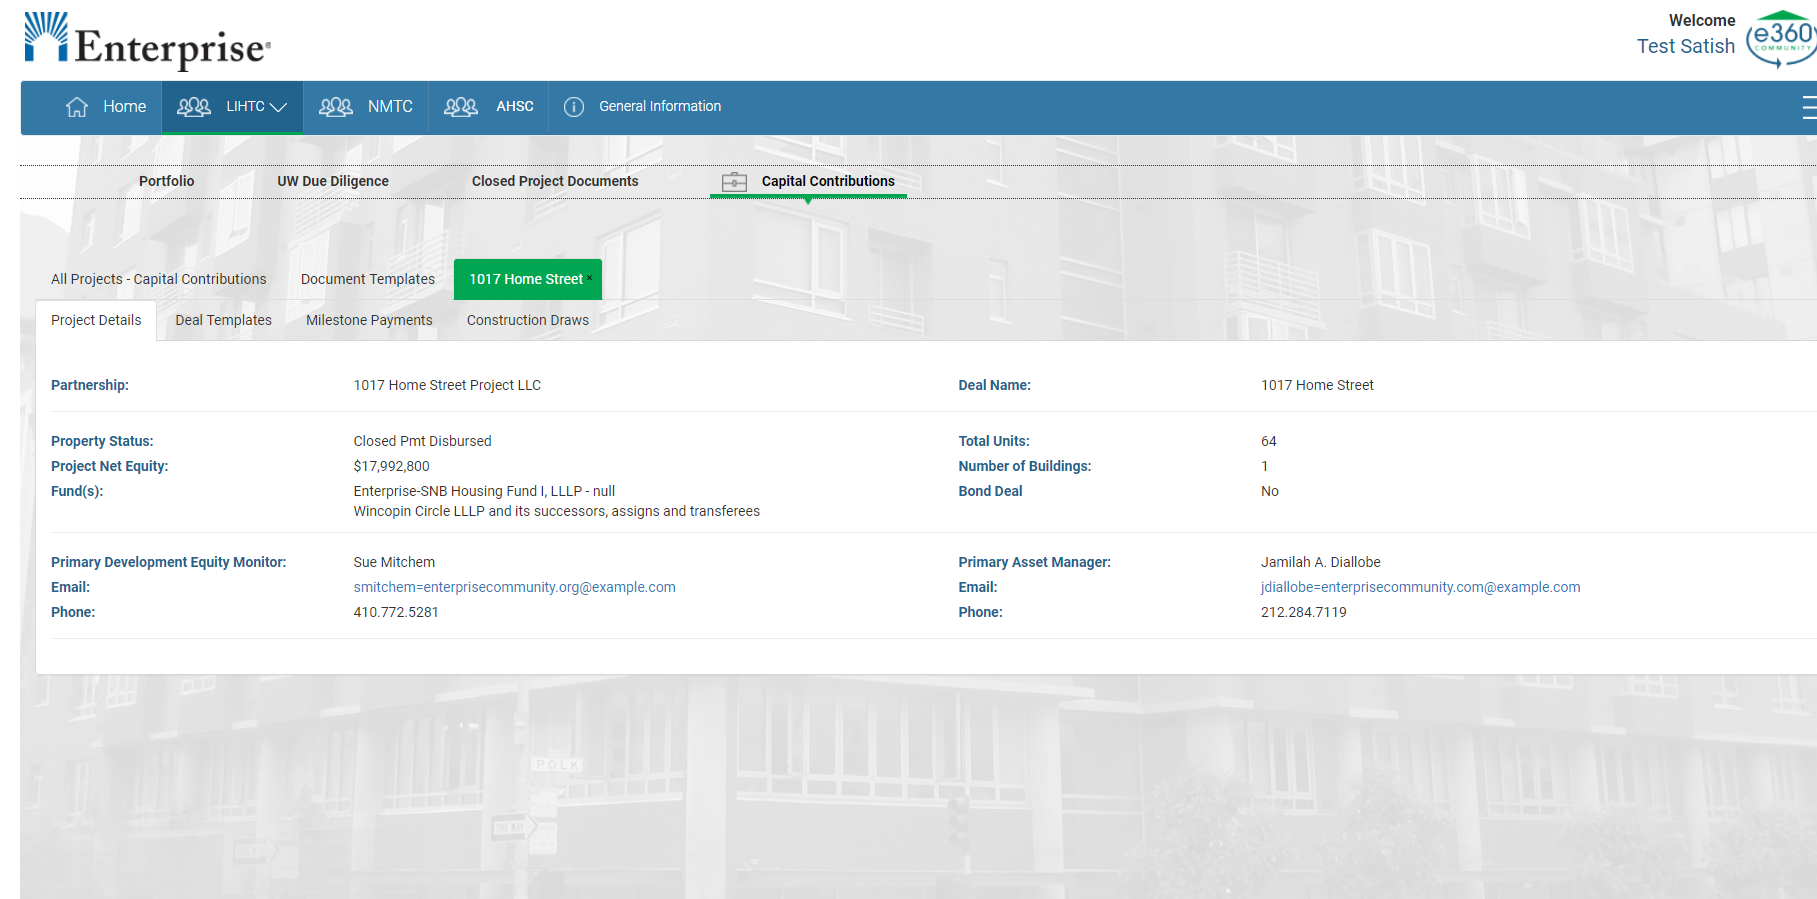 Enterprise®
Welcome
Test Satish
e360
COMMUNITY
Home
LIHTC
NMTC
AHSC
General Information
Portfolio
UW Due Diligence
Closed Project Documents
Capital Contributions
All Projects - Capital Contributions
Document Templates
1017 Home Street ×
Project Details
Deal Templates
Milestone Payments
Construction Draws
Partnership: 1017 Home Street Project LLC
Deal Name: 1017 Home Street
Property Status: Closed Pmt Disbursed
Total Units: 64
Project Net Equity: $17,992,800
Number of Buildings: 1
Fund(s): Enterprise-SNB Housing Fund I, LLLP - null
Wincopin Circle LLLP and its successors, assigns and transferees
Bond Deal No
Primary Development Equity Monitor: Sue Mitchem
Email: smitchem=enterprisecommunity.org@example.com
Phone: 410.772.5281
Primary Asset Manager: Jamilah A. Diallobe
Email: jdiallobe=enterprisecommunity.com@example.com
Phone: 212.284.7119
POLK
ONE WAY